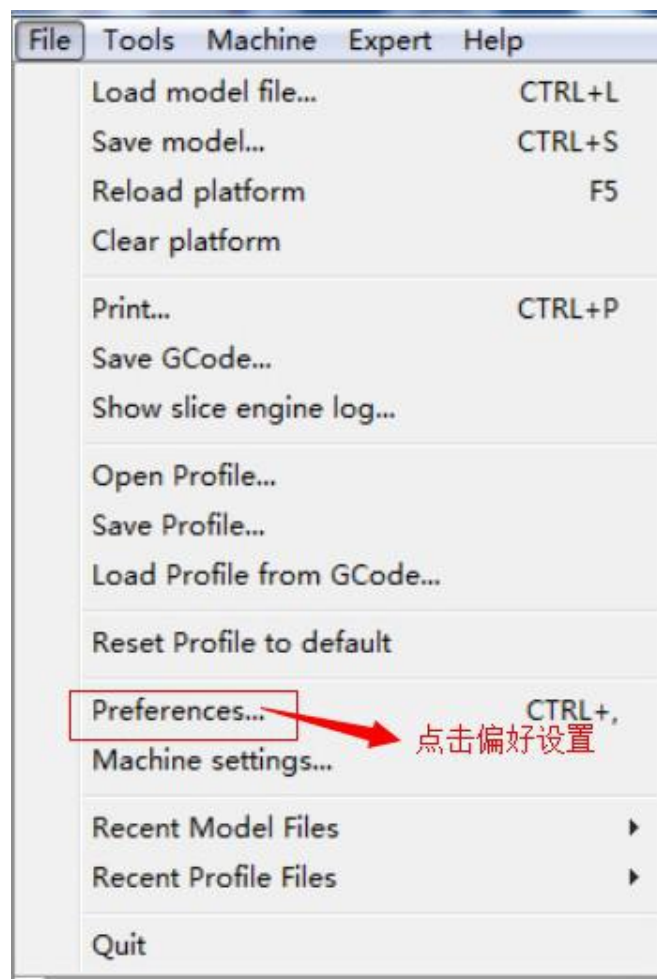 File Tools Machine Expert Help
Load model file... CTRL+L
Save model... CTRL+S
Reload platform F5
Clear platform
Print... CTRL+P
Save GCode...
Show slice engine log...
Open Profile...
Save Profile...
Load Profile from GCode...
Reset Profile to default
Preferences... CTRL+,
点击偏好设置
Machine settings...
Recent Model Files
Recent Profile Files
Quit